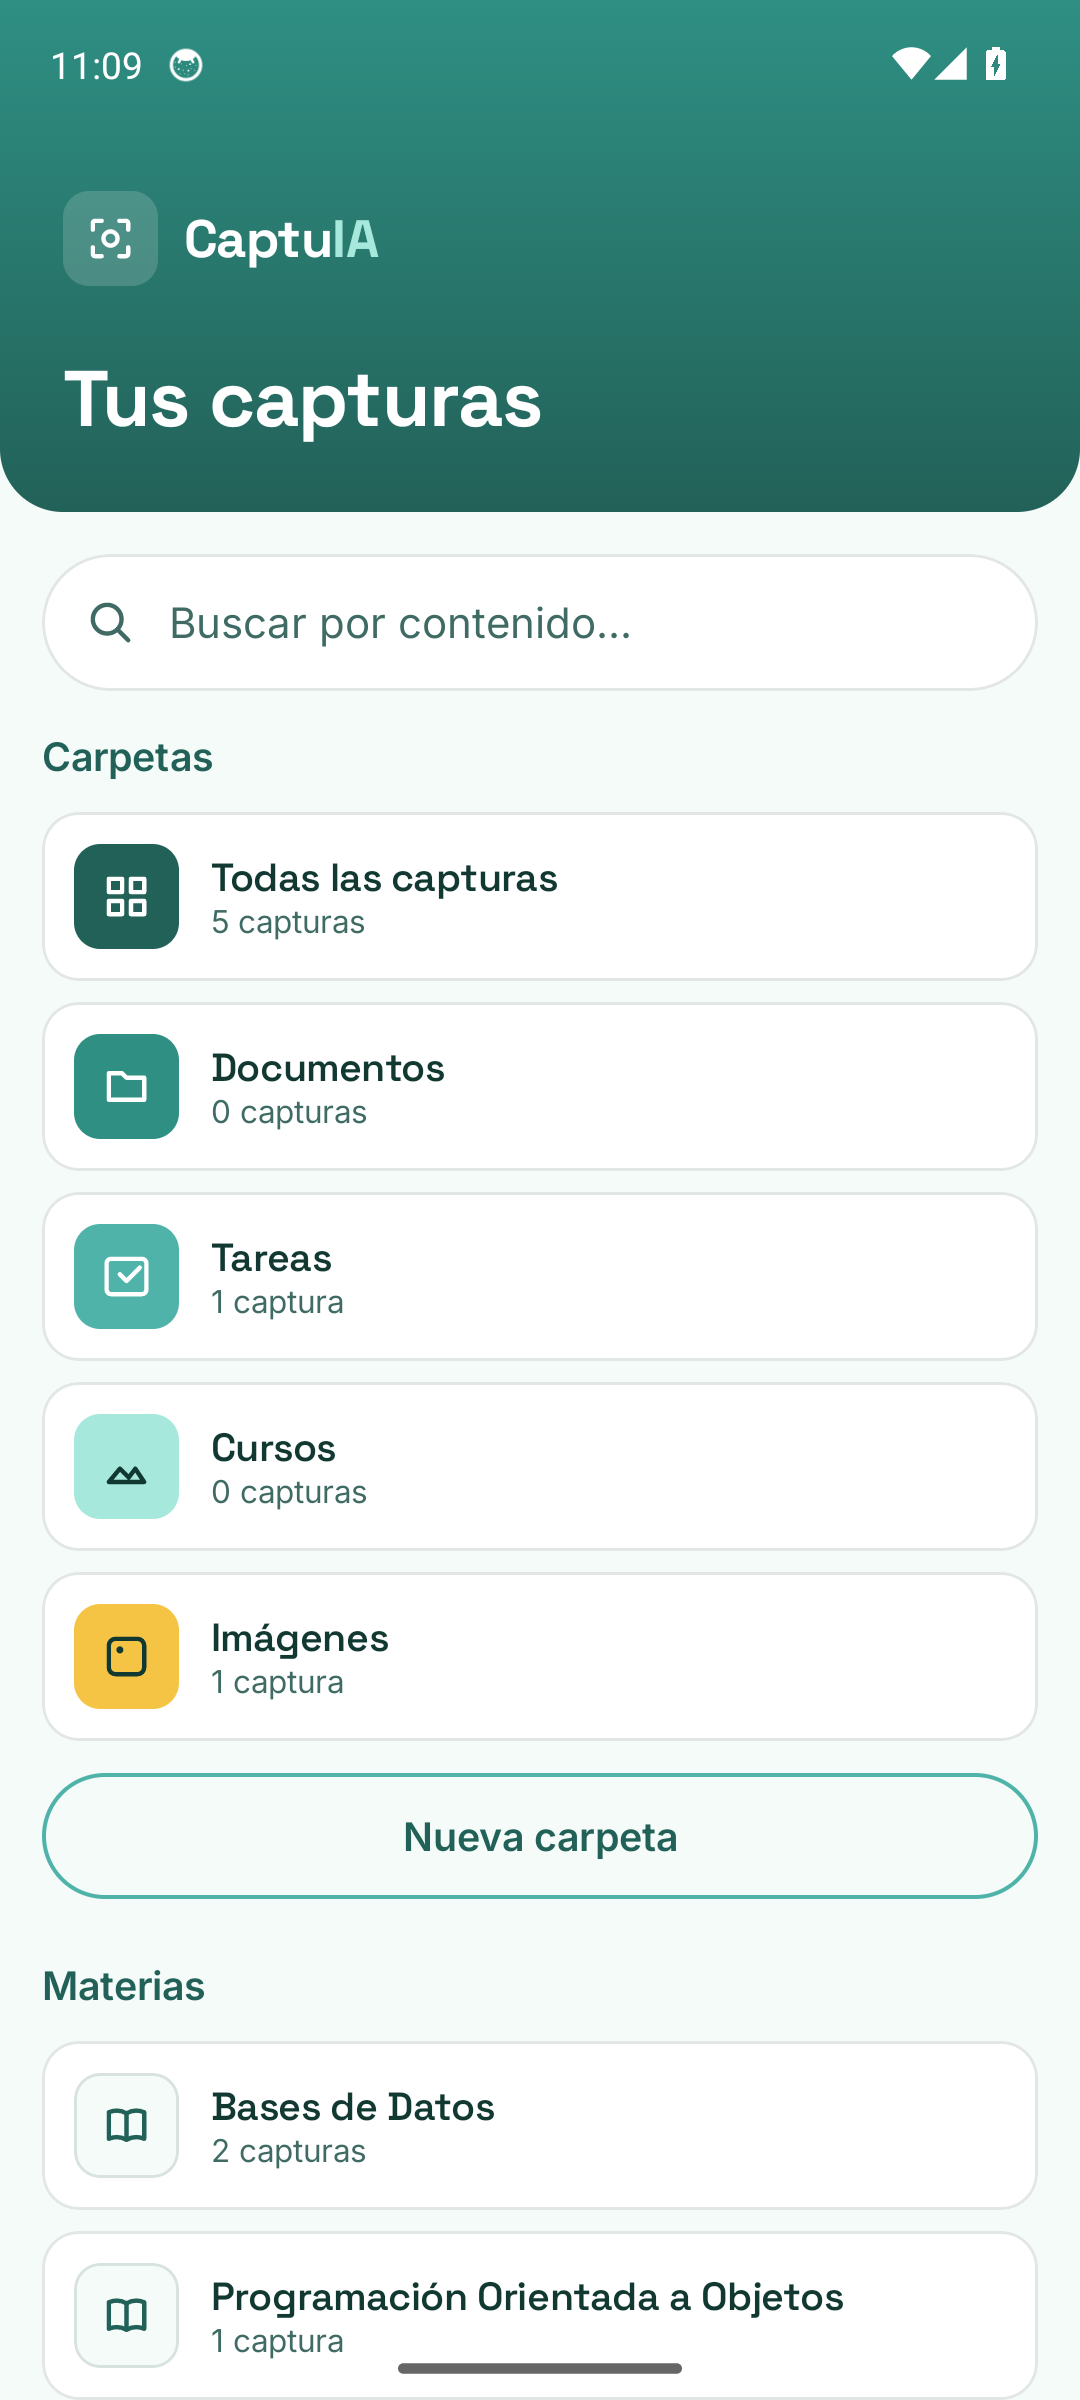 11:09
CaptuIA
Tus capturas
Buscar por contenido...
Carpetas
Todas las capturas
5 capturas
Documentos
0 capturas
Tareas
1 captura
Cursos
0 capturas
Imágenes
1 captura
Nueva carpeta
Materias
Bases de Datos
2 capturas
Programación Orientada a Objetos
1 captura